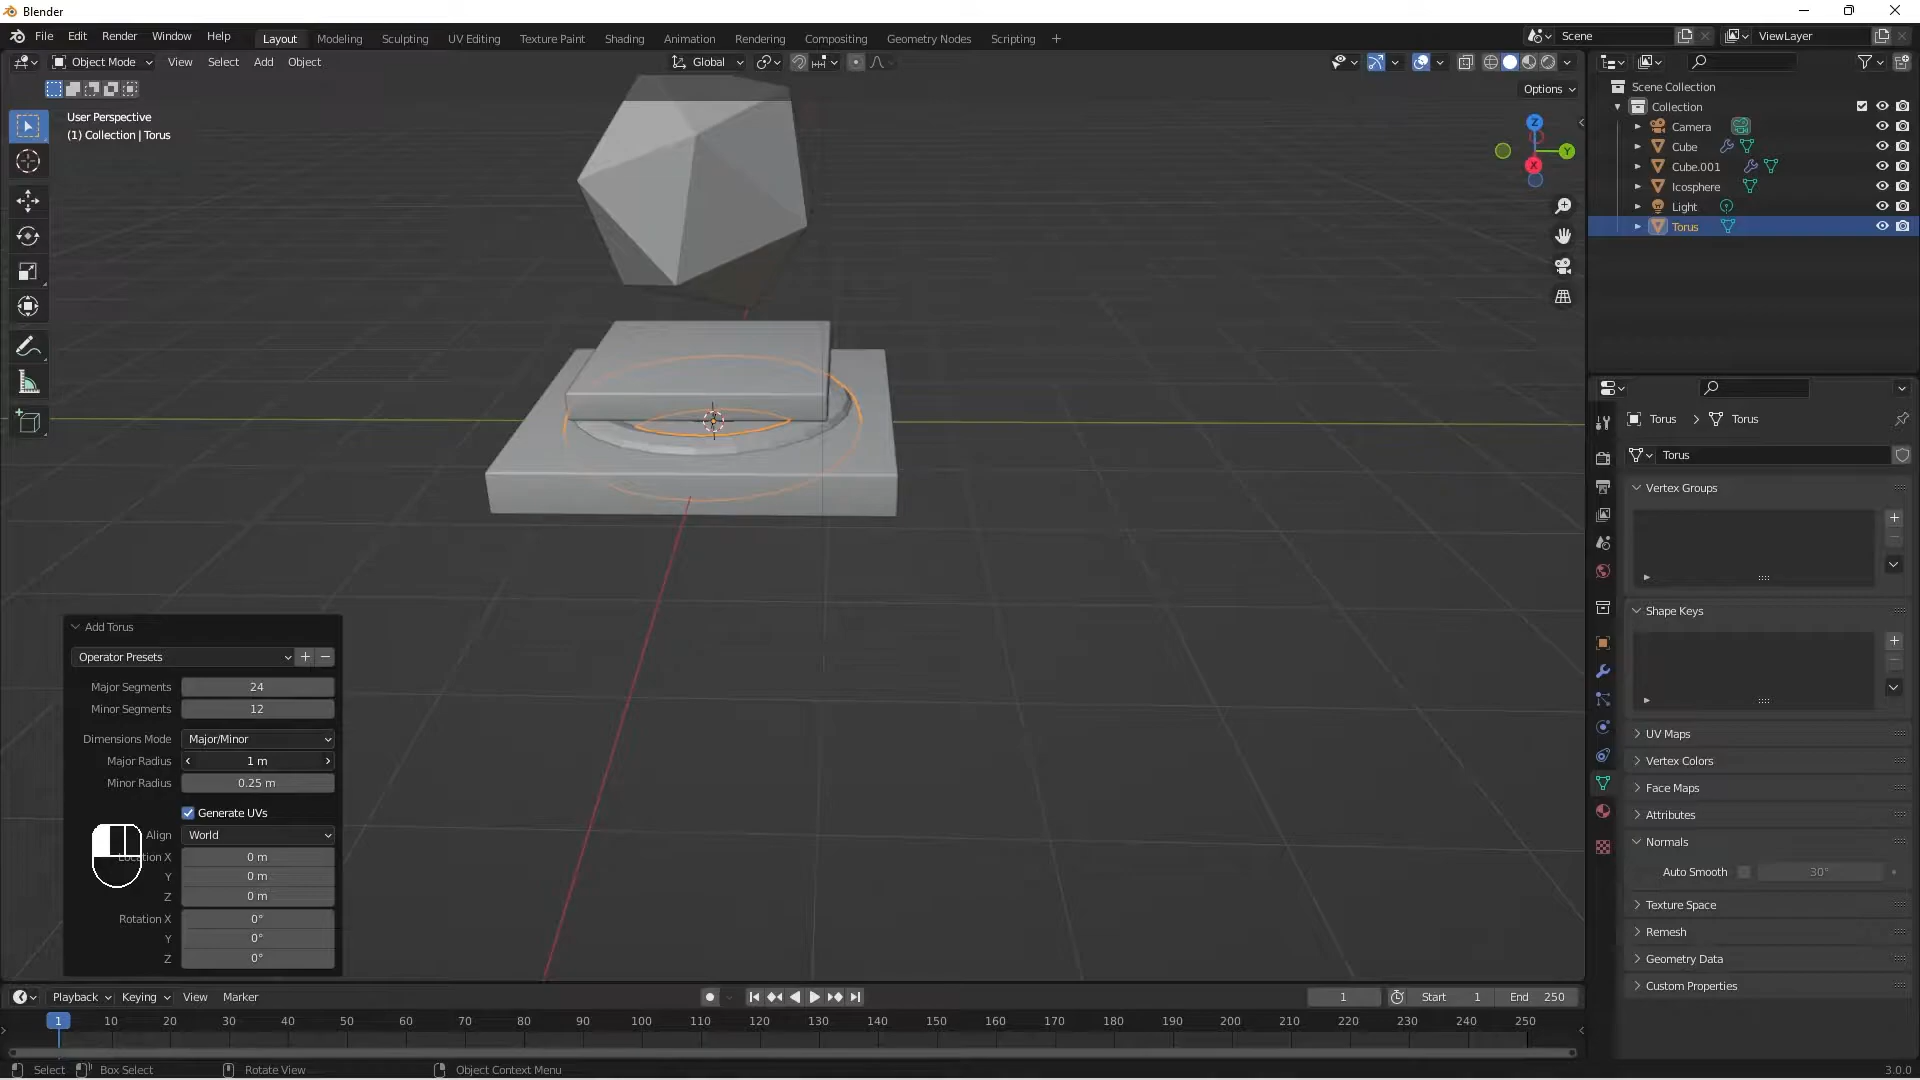 Blender
File Edit Render Window Help Layout Modeling Sculpting UV Editing Texture Paint Shading Animation Rendering Compositing Geometry Nodes Scripting + Scene ViewLayer
Object Mode View Select Add Object Global
Options
User Perspective
(1) Collection | Torus
Z
Y
X
Scene Collection
Collection
Camera
Cube
Cube.001
Icosphere
Light
Torus
Torus > Torus
Torus
Vertex Groups
Shape Keys
UV Maps
Vertex Colors
Face Maps
Attributes
Normals
Auto Smooth 30°
Texture Space
Remesh
Geometry Data
Custom Properties
Add Torus
Operator Presets
Major Segments 24
Minor Segments 12
Dimensions Mode Major/Minor
Major Radius 1 m
Minor Radius 0.25 m
Generate UVs
Align World
Location X 0 m
Y 0 m
Z 0 m
Rotation X 0°
Y 0°
Z 0°
Playback Keying View Marker 1 Start 1 End 250
1 10 20 30 40 50 60 70 80 90 100 110 120 130 140 150 160 170 180 190 200 210 220 230 240 250
Select Box Select Rotate View Object Context Menu 3.0.0